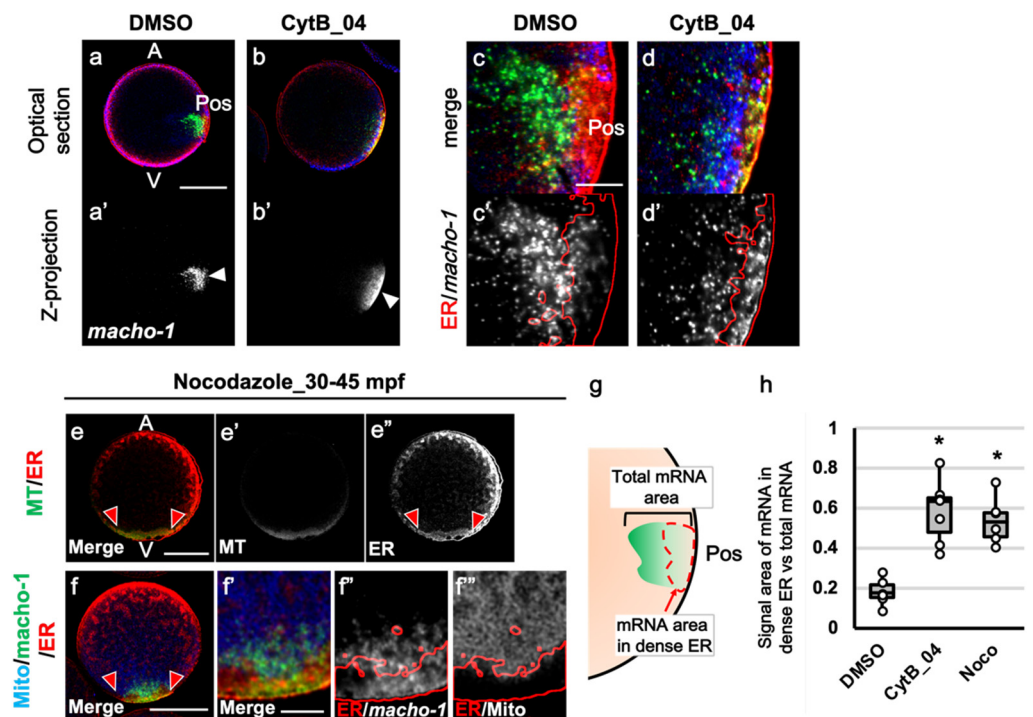 DMSO CytB_04 DMSO CytB_04
a A Pos V
b
c Pos
d
Optical section
merge
a’
b’
c’
d’
Z-projection
macho-1
ER/macho-1
Nocodazole_30-45 mpf
MT/ER
e A Merge V
e’ MT
e” ER
Mito/macho-1
/ER
f Merge
f’ Merge
f” ER/macho-1
f”’ ER/Mito
g
Total mRNA
area
Pos
mRNA area
in dense ER
h
Signal area of mRNA in
dense ER vs total mRNA
1
0.8
0.6
0.4
0.2
0
* *
DMSO
CytB_04
Noco